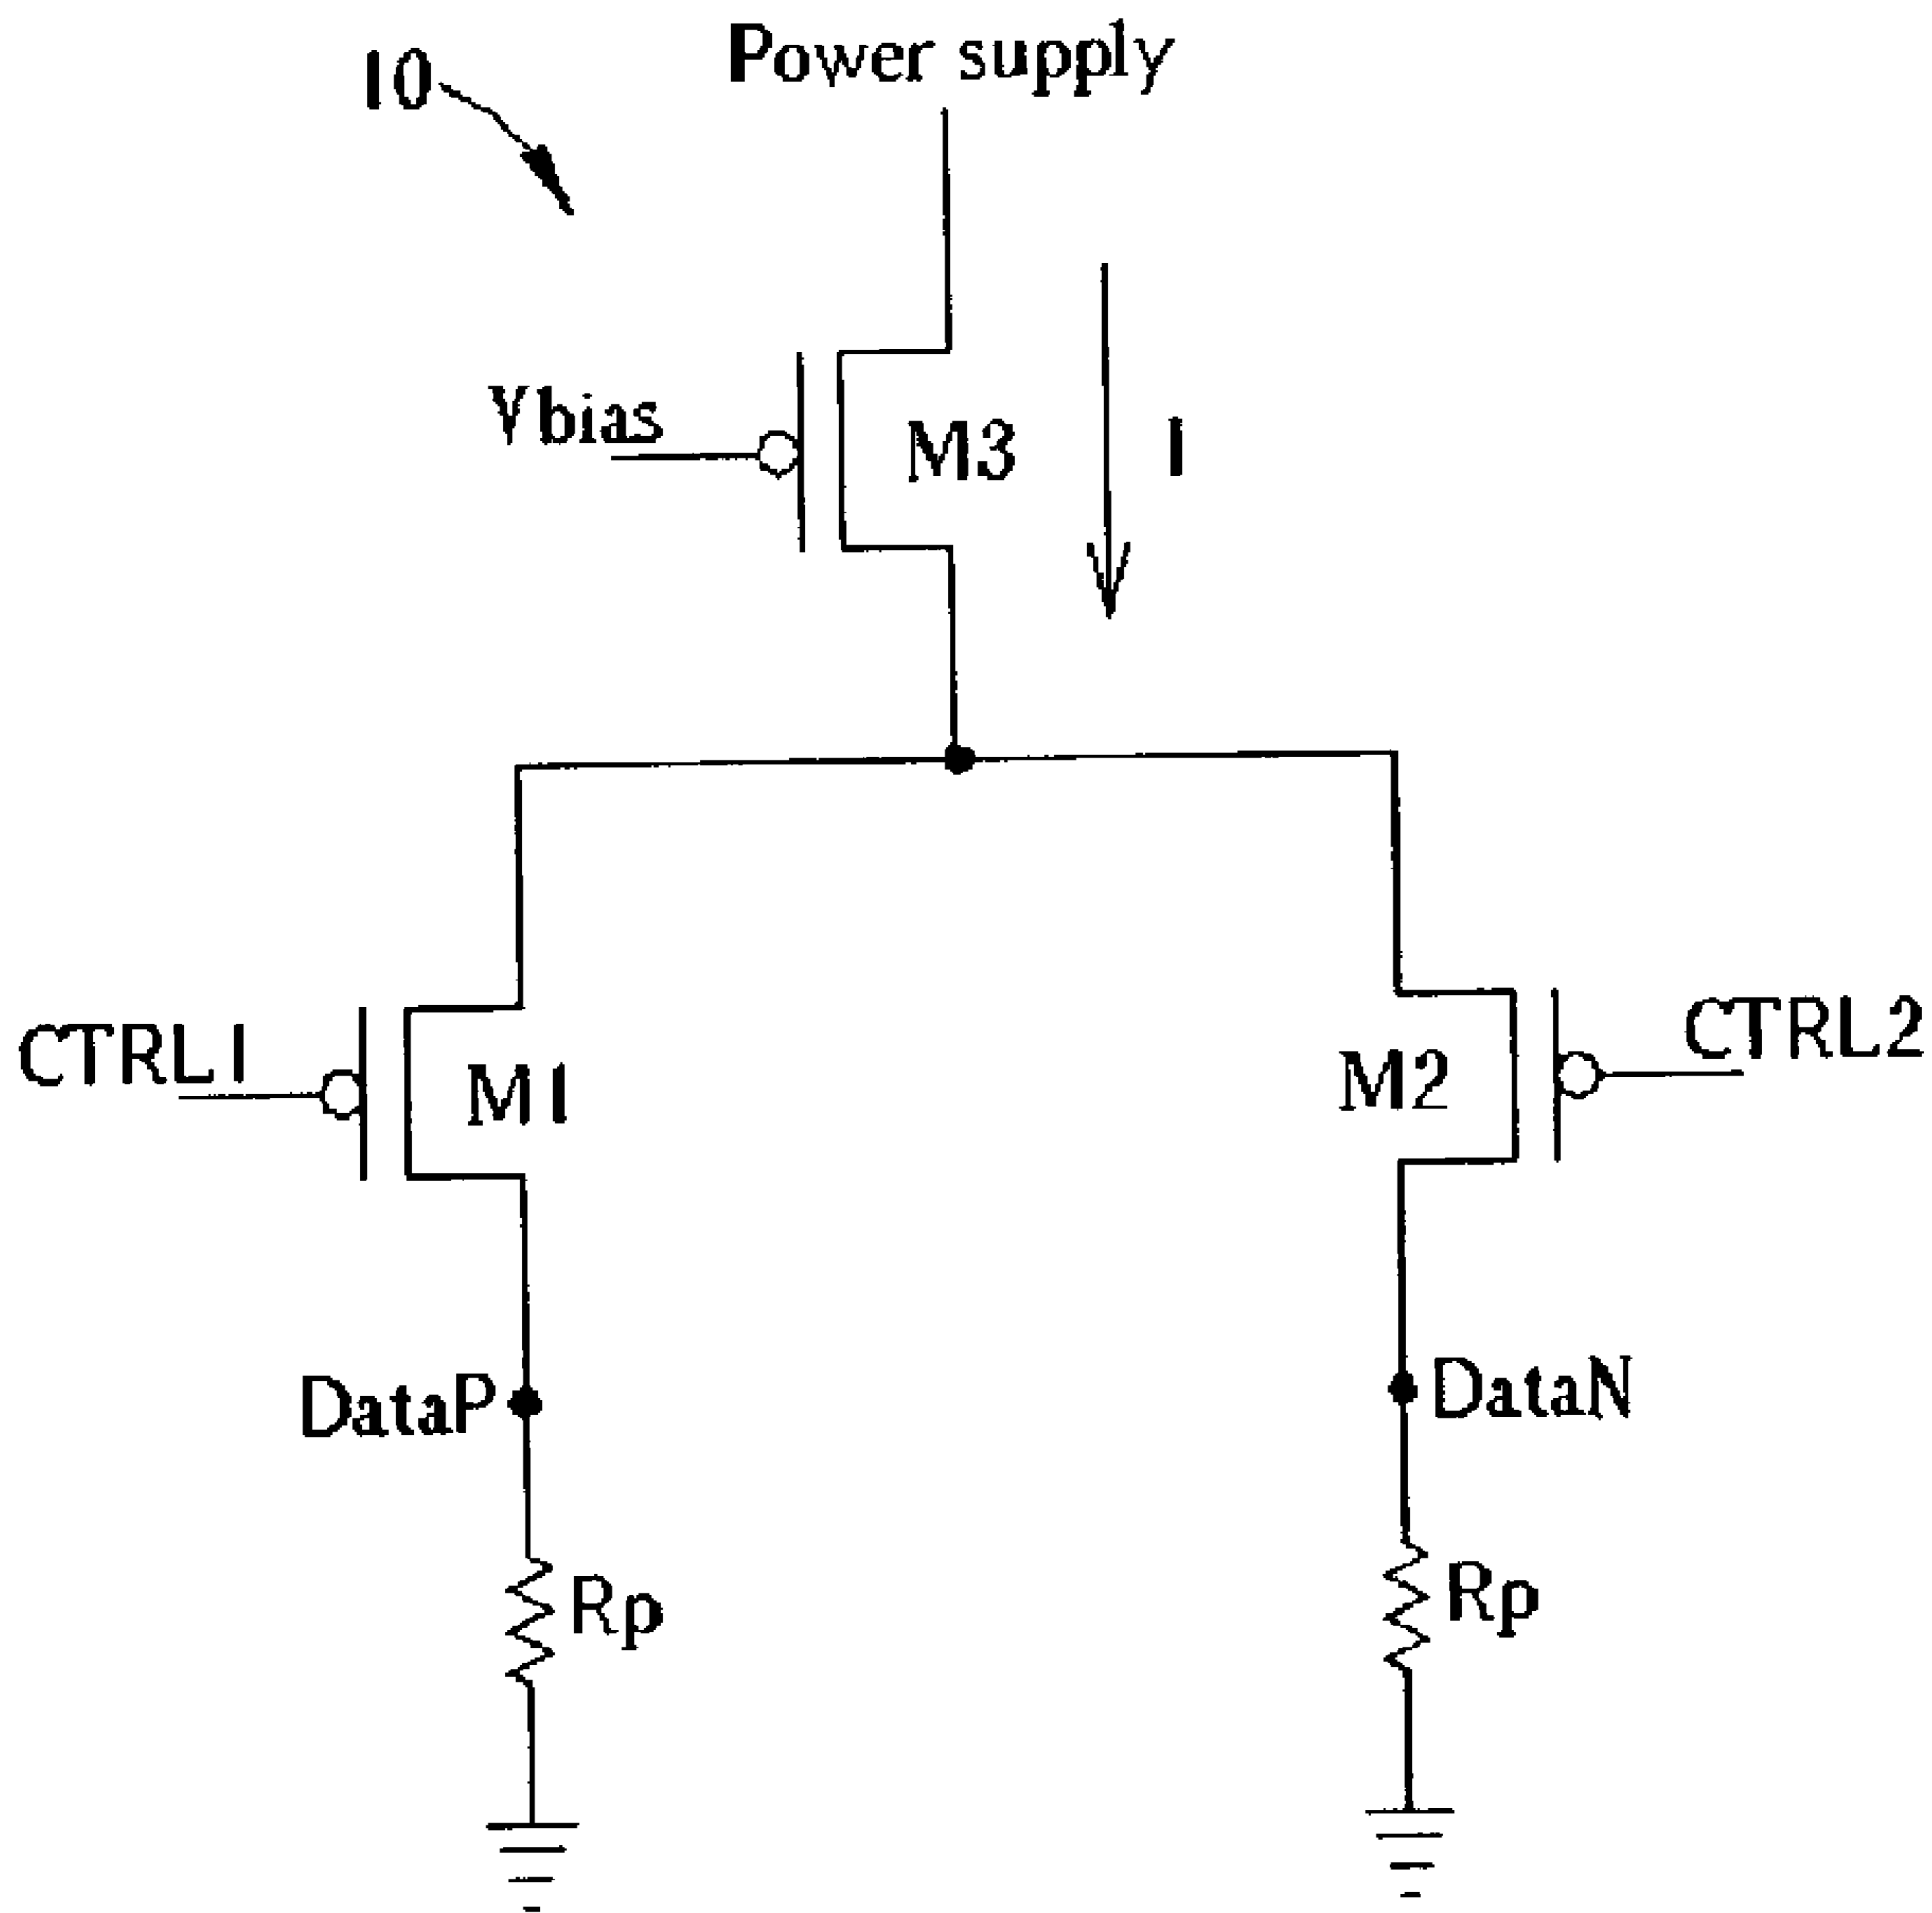 Power supply
10
Vbias
M3
I
CTRL1
M1
M2
CTRL2
DataP
DataN
Rp
Rp